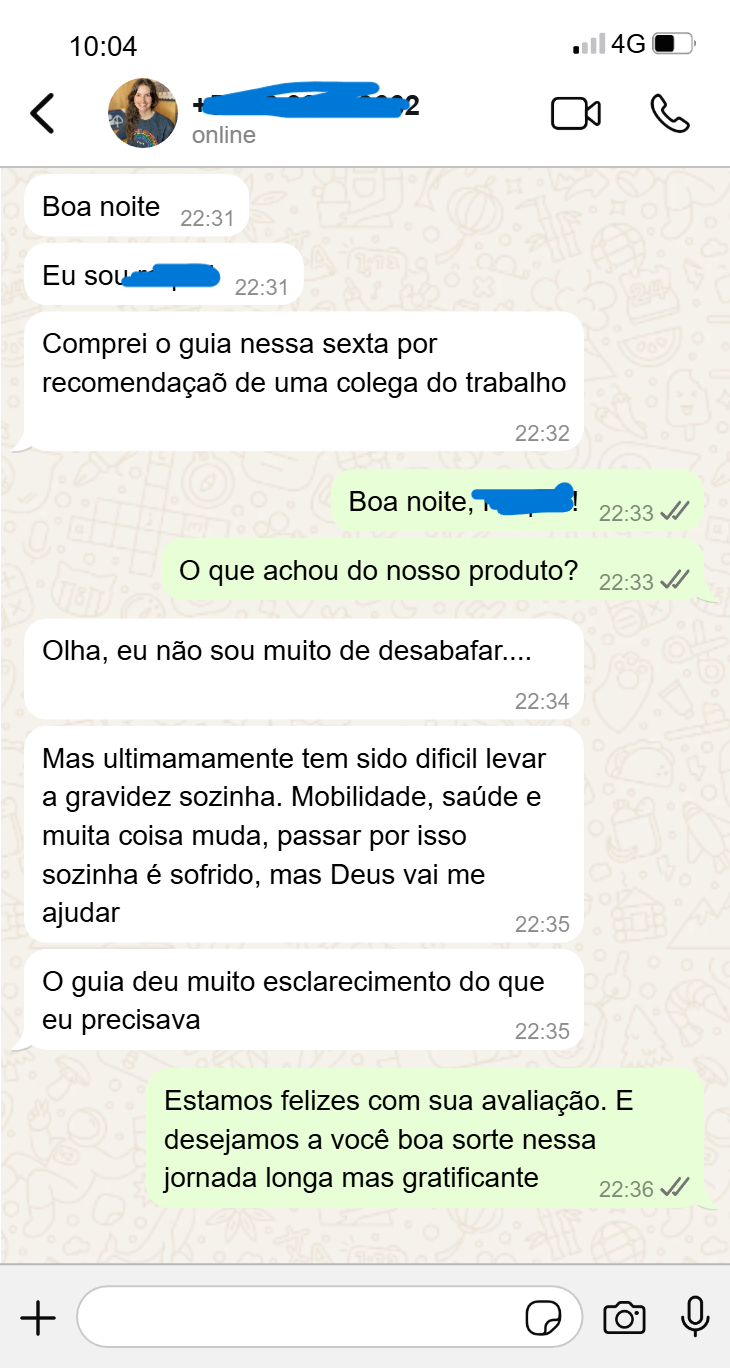 10:04
4G
online
Boa noite 22:31
Eu sou 22:31
Comprei o guia nessa sexta por
recomendaçaõ de uma colega do trabalho
22:32
Boa noite, ! 22:33
O que achou do nosso produto? 22:33
Olha, eu não sou muito de desabafar....
22:34
Mas ultimamamente tem sido dificil levar
a gravidez sozinha. Mobilidade, saúde e
muita coisa muda, passar por isso
sozinha é sofrido, mas Deus vai me
ajudar
22:35
O guia deu muito esclarecimento do que
eu precisava
22:35
Estamos felizes com sua avaliação. E
desejamos a você boa sorte nessa
jornada longa mas gratificante
22:36